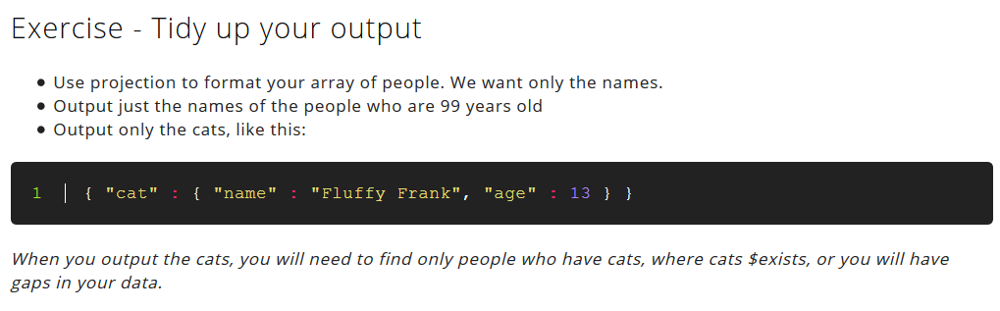 Exercise - Tidy up your output
• Use projection to format your array of people. We want only the names.
• Output just the names of the people who are 99 years old
• Output only the cats, like this:
1 | { "cat" : { "name" : "Fluffy Frank", "age" : 13 } }
When you output the cats, you will need to find only people who have cats, where cats $exists, or you will have
gaps in your data.